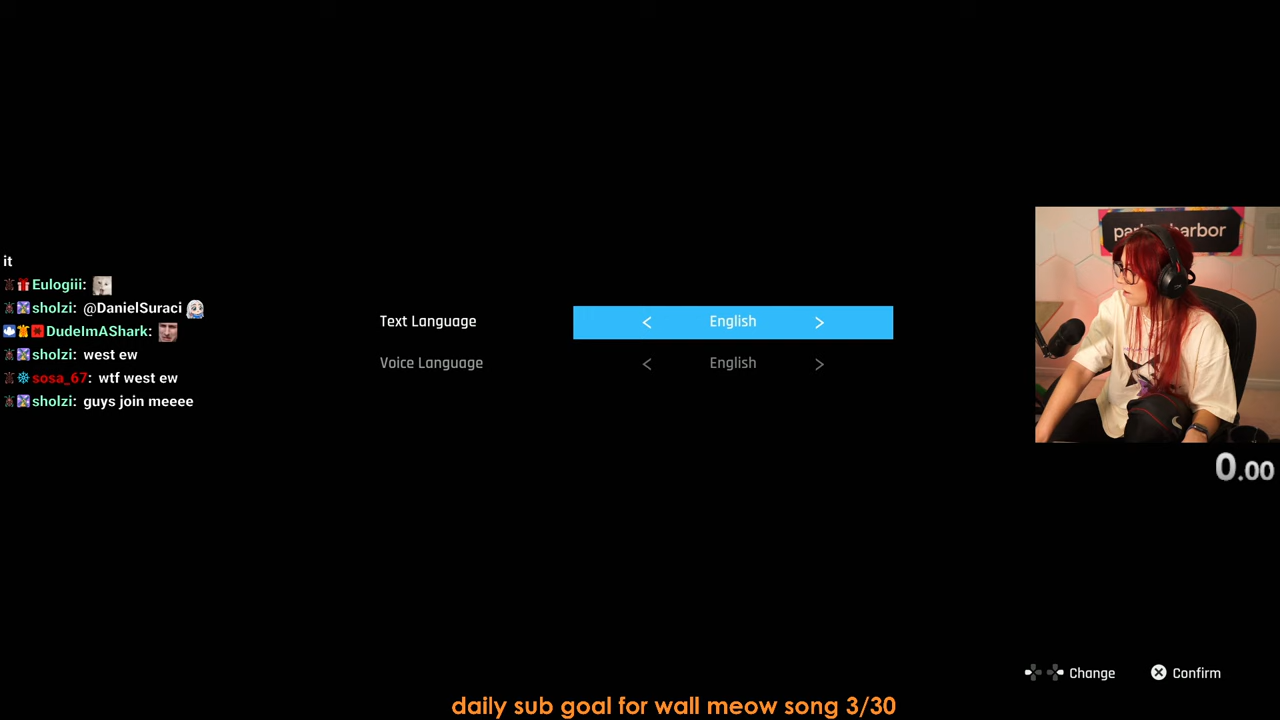 it
Eulogiii:
sholzi: @DanielSuraci
DudeImAShark:
sholzi: west ew
sosa_67: wtf west ew
sholzi: guys join meeee
Text Language < English >
Voice Language < English >
harbor
0.00
Change Confirm
daily sub goal for wall meow song 3/30